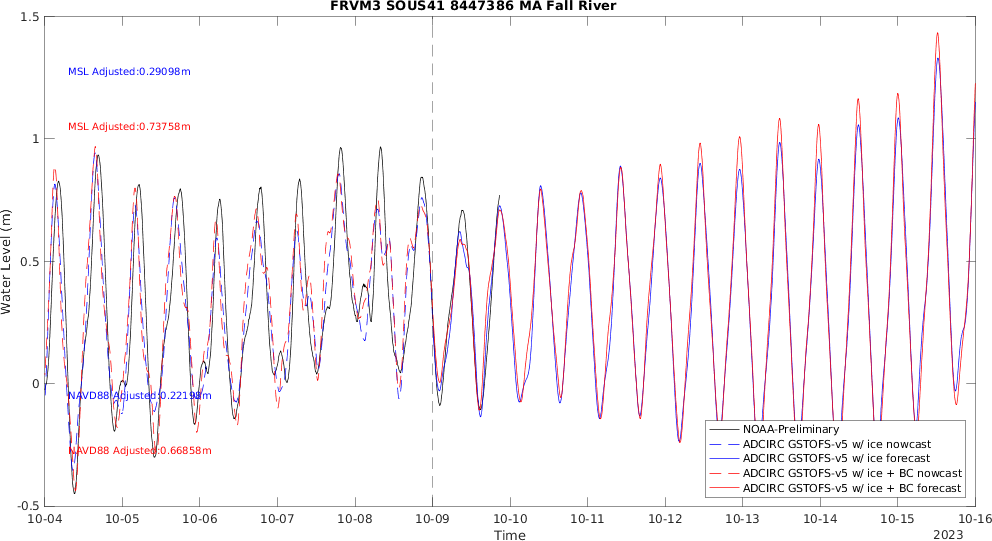 FRVM3 SOUS41 8447386 MA Fall River
1.5
1
0.5
0
-0.5
Water Level (m)
MSL Adjusted:0.29098m
MSL Adjusted:0.73758m
NAVD88 Adjusted:0.22198m
NAVD88 Adjusted:0.66858m
NOAA-Preliminary
ADCIRC GSTOFS-v5 w/ ice nowcast
ADCIRC GSTOFS-v5 w/ ice forecast
ADCIRC GSTOFS-v5 w/ ice + BC nowcast
ADCIRC GSTOFS-v5 w/ ice + BC forecast
10-04 10-05 10-06 10-07 10-08 10-09 10-10 10-11 10-12 10-13 10-14 10-15 10-16
Time
2023